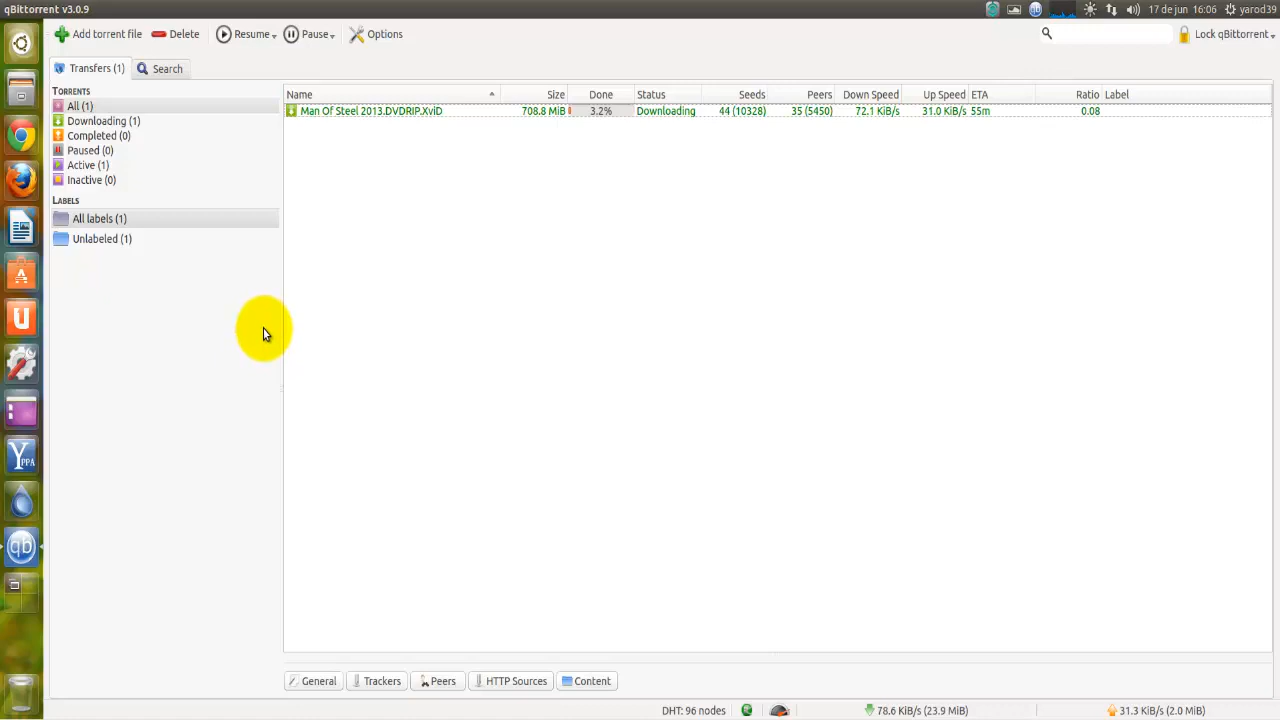 qBittorrent v3.0.9
17 de jun 16:06 yarod39
Add torrent file Delete Resume Pause Options Lock qBittorrent
Transfers (1) Search
TORRENTS
All (1)
Downloading (1)
Completed (0)
Paused (0)
Active (1)
Inactive (0)
LABELS
All labels (1)
Unlabeled (1)
Name Size Done Status Seeds Peers Down Speed Up Speed ETA Ratio Label
Man Of Steel 2013.DVDRIP.XviD 708.8 MiB 3.2% Downloading 44 (10328) 35 (5450) 72.1 KiB/s 31.0 KiB/s 55m 0.08
General Trackers Peers HTTP Sources Content
DHT: 96 nodes 78.6 KiB/s (23.9 MiB) 31.3 KiB/s (2.0 MiB)
A
U
YPPA
qb
qb